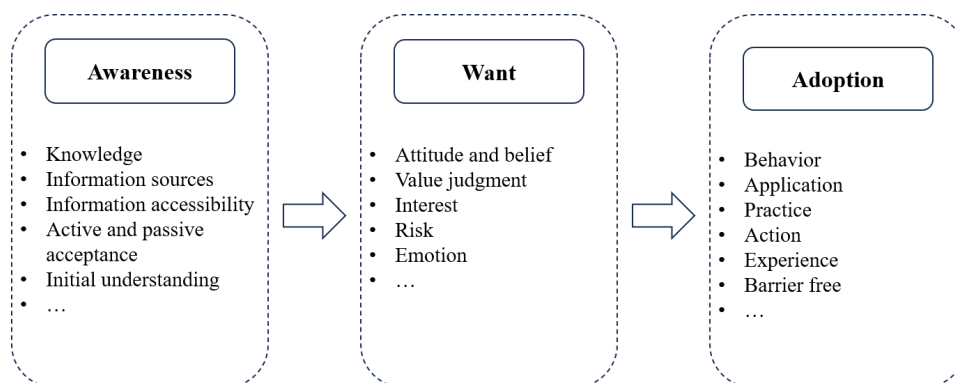 Awareness
• Knowledge
• Information sources
• Information accessibility
• Active and passive
acceptance
• Initial understanding
• …
Want
• Attitude and belief
• Value judgment
• Interest
• Risk
• Emotion
• …
Adoption
• Behavior
• Application
• Practice
• Action
• Experience
• Barrier free
• …